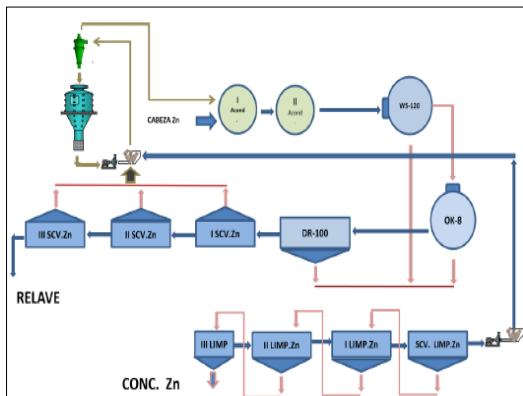 I
Acond
.
II
Acond
.
CABEZA Zn
WS-120
OK-8
III SCV.Zn
II SCV.Zn
I SCV.Zn
DR-100
RELAVE
III LIMP
II LIMP.Zn
I LIMP.Zn
SCV. LIMP.Zn
CONC. Zn